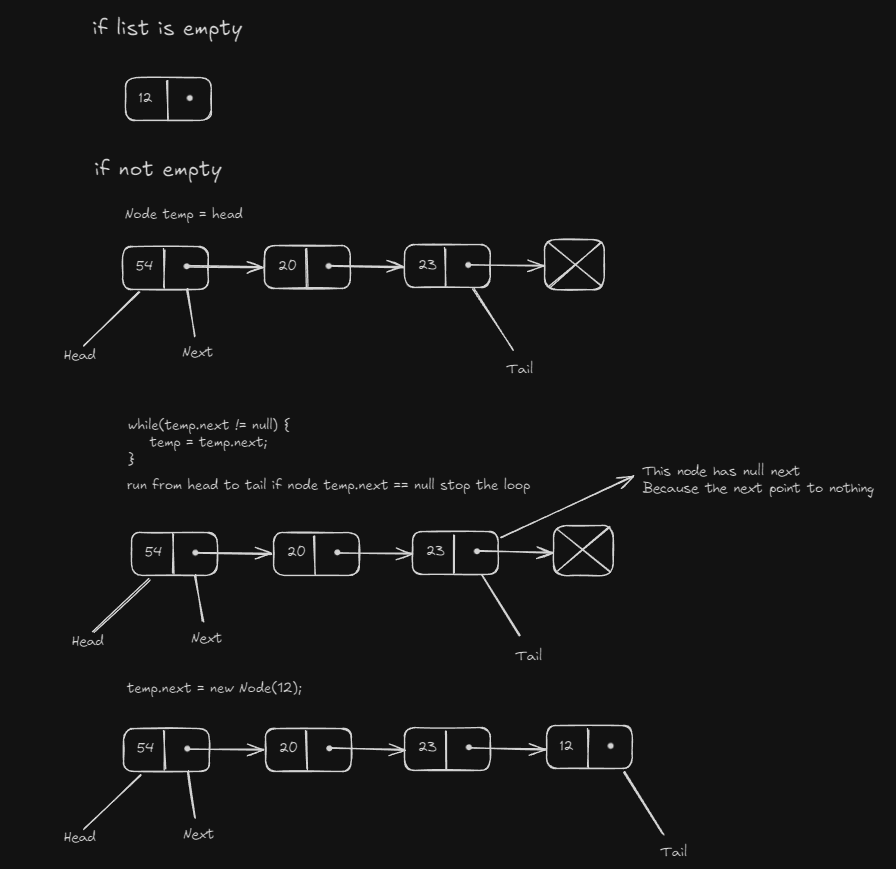 if list is empty
12
if not empty
Node temp = head
54
20
23
Head
Next
Tail
while(temp.next != null) {
temp = temp.next;
}
run from head to tail if node temp.next == null stop the loop
This node has null next
Because the next point to nothing
54
20
23
Head
Next
Tail
temp.next = new Node(12);
54
20
23
12
Head
Next
Tail